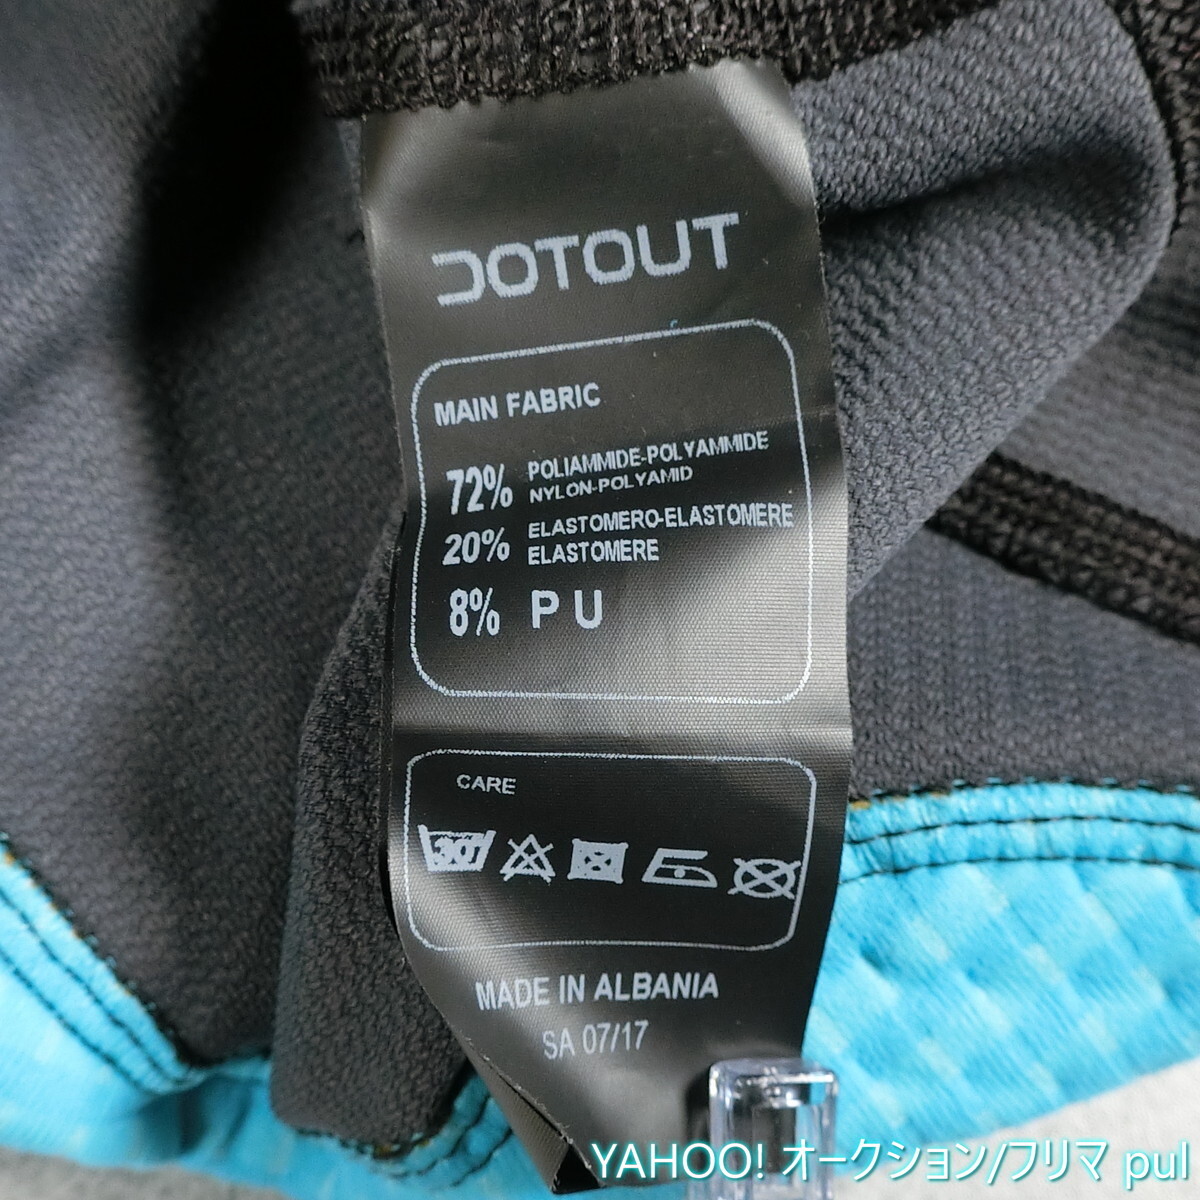 DOTOUT
MAIN FABRIC
72% POLIAMMIDE-POLYAMMIDE
NYLON-POLYAMID
20% ELASTOMERO-ELASTOMERE
ELASTOMERE
8% PU
CARE
30°
MADE IN ALBANIA
SA 07/17
YAHOO! オークション/フリマ pul